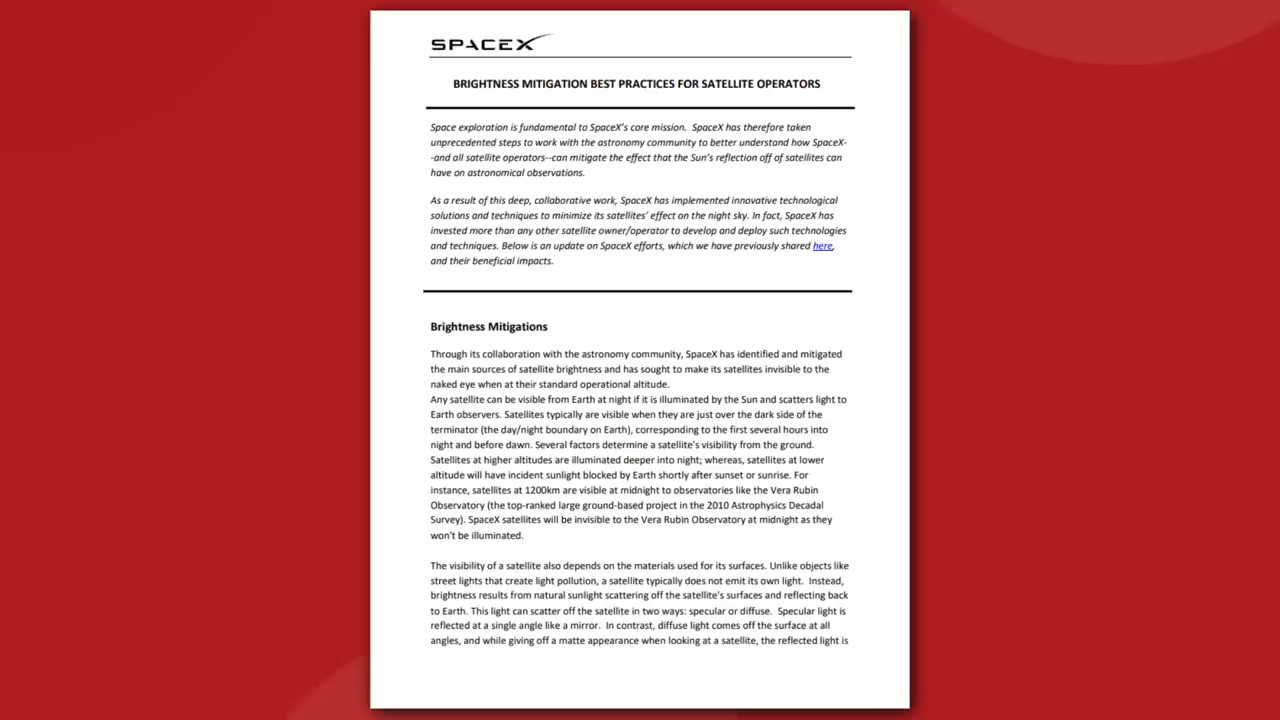 SPACEX
BRIGHTNESS MITIGATION BEST PRACTICES FOR SATELLITE OPERATORS
Space exploration is fundamental to SpaceX's core mission.  SpaceX has therefore taken
unprecedented steps to work with the astronomy community to better understand how SpaceX-
-and all satellite operators--can mitigate the effect that the Sun's reflection off of satellites can
have on astronomical observations.
As a result of this deep, collaborative work, SpaceX has implemented innovative technological
solutions and techniques to minimize its satellites' effect on the night sky. In fact, SpaceX has
invested more than any other satellite owner/operator to develop and deploy such technologies
and techniques. Below is an update on SpaceX efforts, which we have previously shared here,
and their beneficial impacts.
Brightness Mitigations
Through its collaboration with the astronomy community, SpaceX has identified and mitigated
the main sources of satellite brightness and has sought to make its satellites invisible to the
naked eye when at their standard operational altitude.
Any satellite can be visible from Earth at night if it is illuminated by the Sun and scatters light to
Earth observers. Satellites typically are visible when they are just over the dark side of the
terminator (the day/night boundary on Earth), corresponding to the first several hours into
night and before dawn. Several factors determine a satellite's visibility from the ground.
Satellites at higher altitudes are illuminated deeper into night; whereas, satellites at lower
altitude will have incident sunlight blocked by Earth shortly after sunset or sunrise. For
instance, satellites at 1200km are visible at midnight to observatories like the Vera Rubin
Observatory (the top-ranked large ground-based project in the 2010 Astrophysics Decadal
Survey). SpaceX satellites will be invisible to the Vera Rubin Observatory at midnight as they
won't be illuminated.
The visibility of a satellite also depends on the materials used for its surfaces. Unlike objects like
street lights that create light pollution, a satellite typically does not emit its own light.  Instead,
brightness results from natural sunlight scattering off the satellite's surfaces and reflecting back
to Earth. This light can scatter off the satellite in two ways: specular or diffuse.  Specular light is
reflected at a single angle like a mirror.  In contrast, diffuse light comes off the surface at all
angles, and while giving off a matte appearance when looking at a satellite, the reflected light is